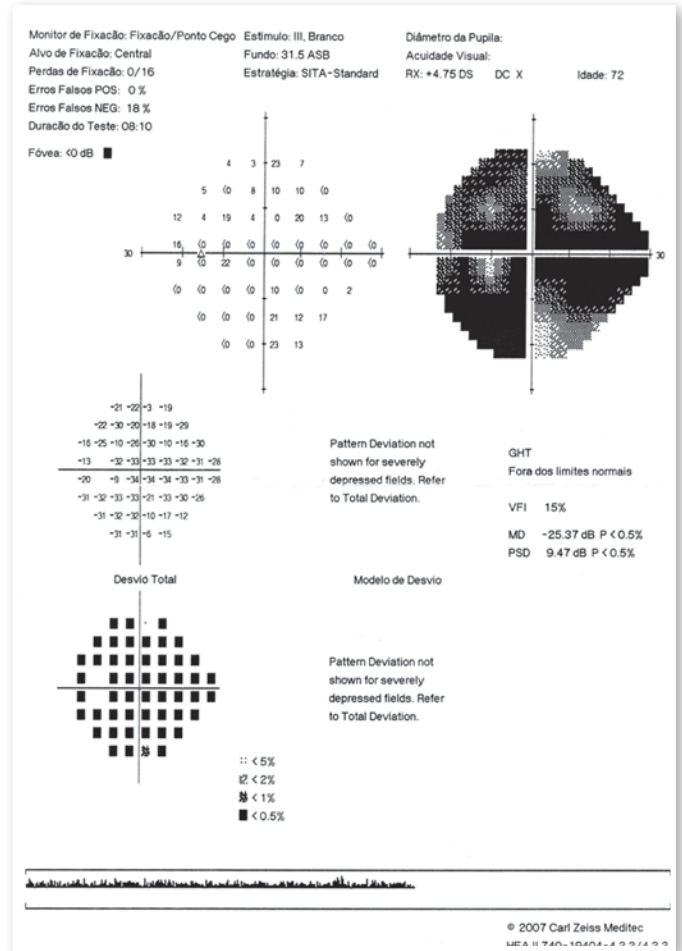 Monitor de Fixacão: Fixacão/Ponto Cego Estímulo: III, Branco Diâmetro da Pupila:
Alvo de Fixacão: Central Fundo: 31.5 ASB Acuidade Visual:
Perdas de Fixacão: 0/16 Estratégia: SITA-Standard RX: +4.75 DS DC X Idade: 72
Erros Falsos POS: 0 %
Erros Falsos NEG: 18 %
Duracão do Teste: 08:10
Fóvea: <0 dB
4 3 23 7
5 <0 8 10 10 <0
12 4 19 4 0 20 13 <0
16 <0 <0 <0 <0 <0 <0 <0 <0
30 30
9 <0 22 <0 <0 <0 <0 <0 <0
<0 <0 <0 <0 10 <0 0 2
<0 <0 <0 21 12 17
<0 <0 23 13
-21 -22 -3 -19
-22 -30 -20 -18 -19 -29
-16 -25 -10 -26 -30 -10 -16 -30
-13 -32 -33 -33 -33 -32 -31 -28
-20 -9 -34 -34 -34 -33 -31 -28
-31 -32 -33 -33 -21 -33 -30 -26
-31 -32 -32 -10 -17 -12
-31 -31 -6 -15
Pattern Deviation not
shown for severely
depressed fields. Refer
to Total Deviation.
GHT
Fora dos limites normais
VFI 15%
MD -25.37 dB P < 0.5%
PSD 9.47 dB P < 0.5%
Desvio Total Modelo de Desvio
Pattern Deviation not
shown for severely
depressed fields. Refer
to Total Deviation.
< 5%
< 2%
< 1%
< 0.5%
© 2007 Carl Zeiss Meditec